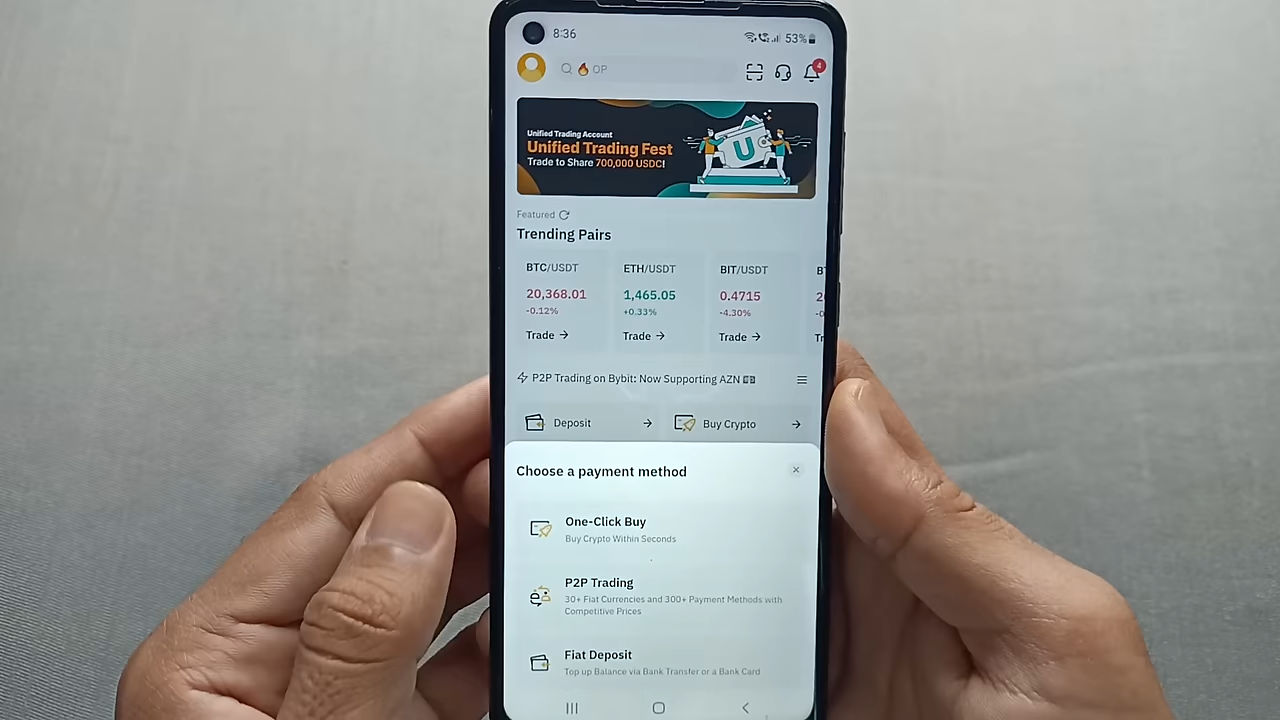 8:36
53%
OP
4
Unified Trading Account
Unified Trading Fest
Trade to Share 700,000 USDC!
U
Featured
Trending Pairs
BTC/USDT
ETH/USDT
BIT/USDT
20,368.01
1,465.05
0.4715
-0.12%
+0.33%
-4.30%
Trade
Trade
Trade
P2P Trading on Bybit: Now Supporting AZN
Deposit
Buy Crypto
Choose a payment method
One-Click Buy
Buy Crypto Within Seconds
P2P Trading
30+ Fiat Currencies and 300+ Payment Methods with
Competitive Prices
Fiat Deposit
Top up Balance via Bank Transfer or a Bank Card